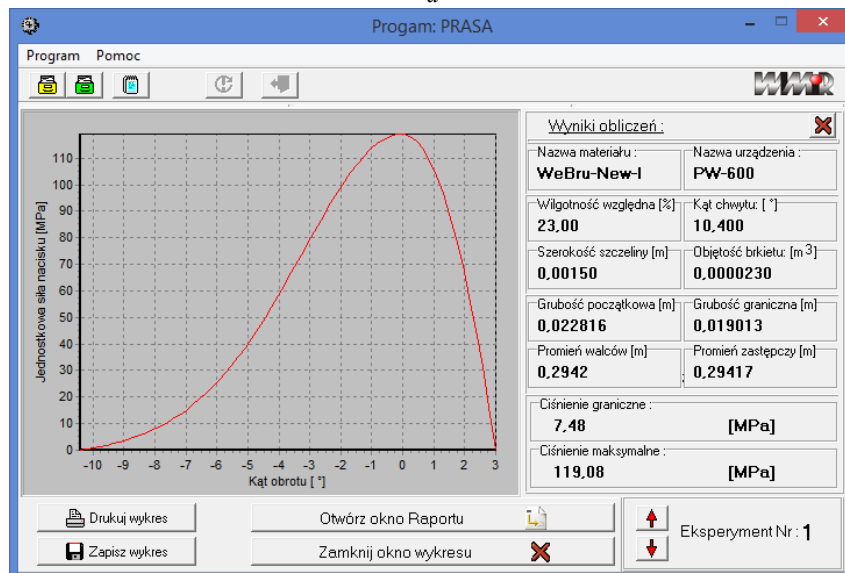 a
Progam: PRASA
Program Pomoc
WMR
Wyniki obliczeń :
Nazwa materiału : Nazwa urządzenia :
WeBru-New-I PW-600
Wilgotność względna [%] Kąt chwytu: [ °]
23,00 10,400
Szerokość szczeliny [m] Objętość brkietu: [m 3]
0,00150 0,0000230
Grubość początkowa [m] Grubość graniczna [m]
0,022816 0,019013
Promień walców [m] Promień zastępczy [m]
0,2942 0,29417
Ciśnienie graniczne :
7,48 [MPa]
Ciśnienie maksymalne :
119,08 [MPa]
Jednostkowa siła nacisku [MPa]
110
100
90
80
70
60
50
40
30
20
10
0
-10 -9 -8 -7 -6 -5 -4 -3 -2 -1 0 1 2 3
Kąt obrotu [ °]
Drukuj wykres Otwórz okno Raportu
Zapisz wykres Zamknij okno wykresu
Eksperyment Nr : 1